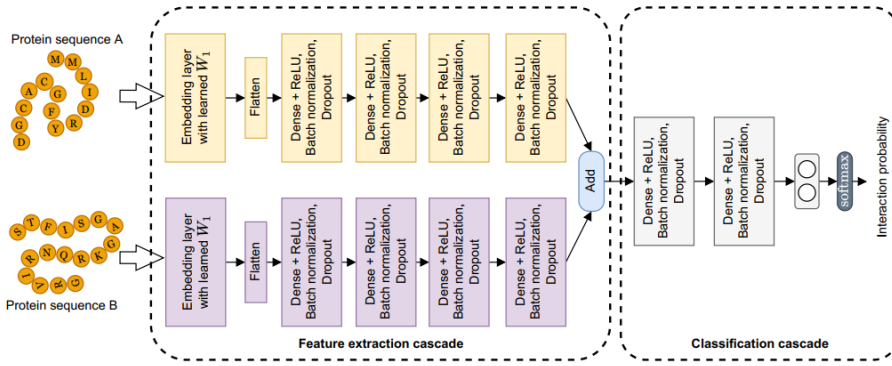 Protein sequence A
M M L I D R Y F G C A C G D
Embedding layer
with learned W₁
Flatten
Dense + ReLU,
Batch normalization,
Dropout
Dense + ReLU,
Batch normalization,
Dropout
Dense + ReLU,
Batch normalization,
Dropout
Dense + ReLU,
Batch normalization,
Dropout
S T F I S G A G K R Q N R I V R G
Protein sequence B
Embedding layer
with learned W₁
Flatten
Dense + ReLU,
Batch normalization,
Dropout
Dense + ReLU,
Batch normalization,
Dropout
Dense + ReLU,
Batch normalization,
Dropout
Dense + ReLU,
Batch normalization,
Dropout
Add
Feature extraction cascade
Dense + ReLU,
Batch normalization,
Dropout
Dense + ReLU,
Batch normalization,
Dropout
softmax
Interaction probability
Classification cascade